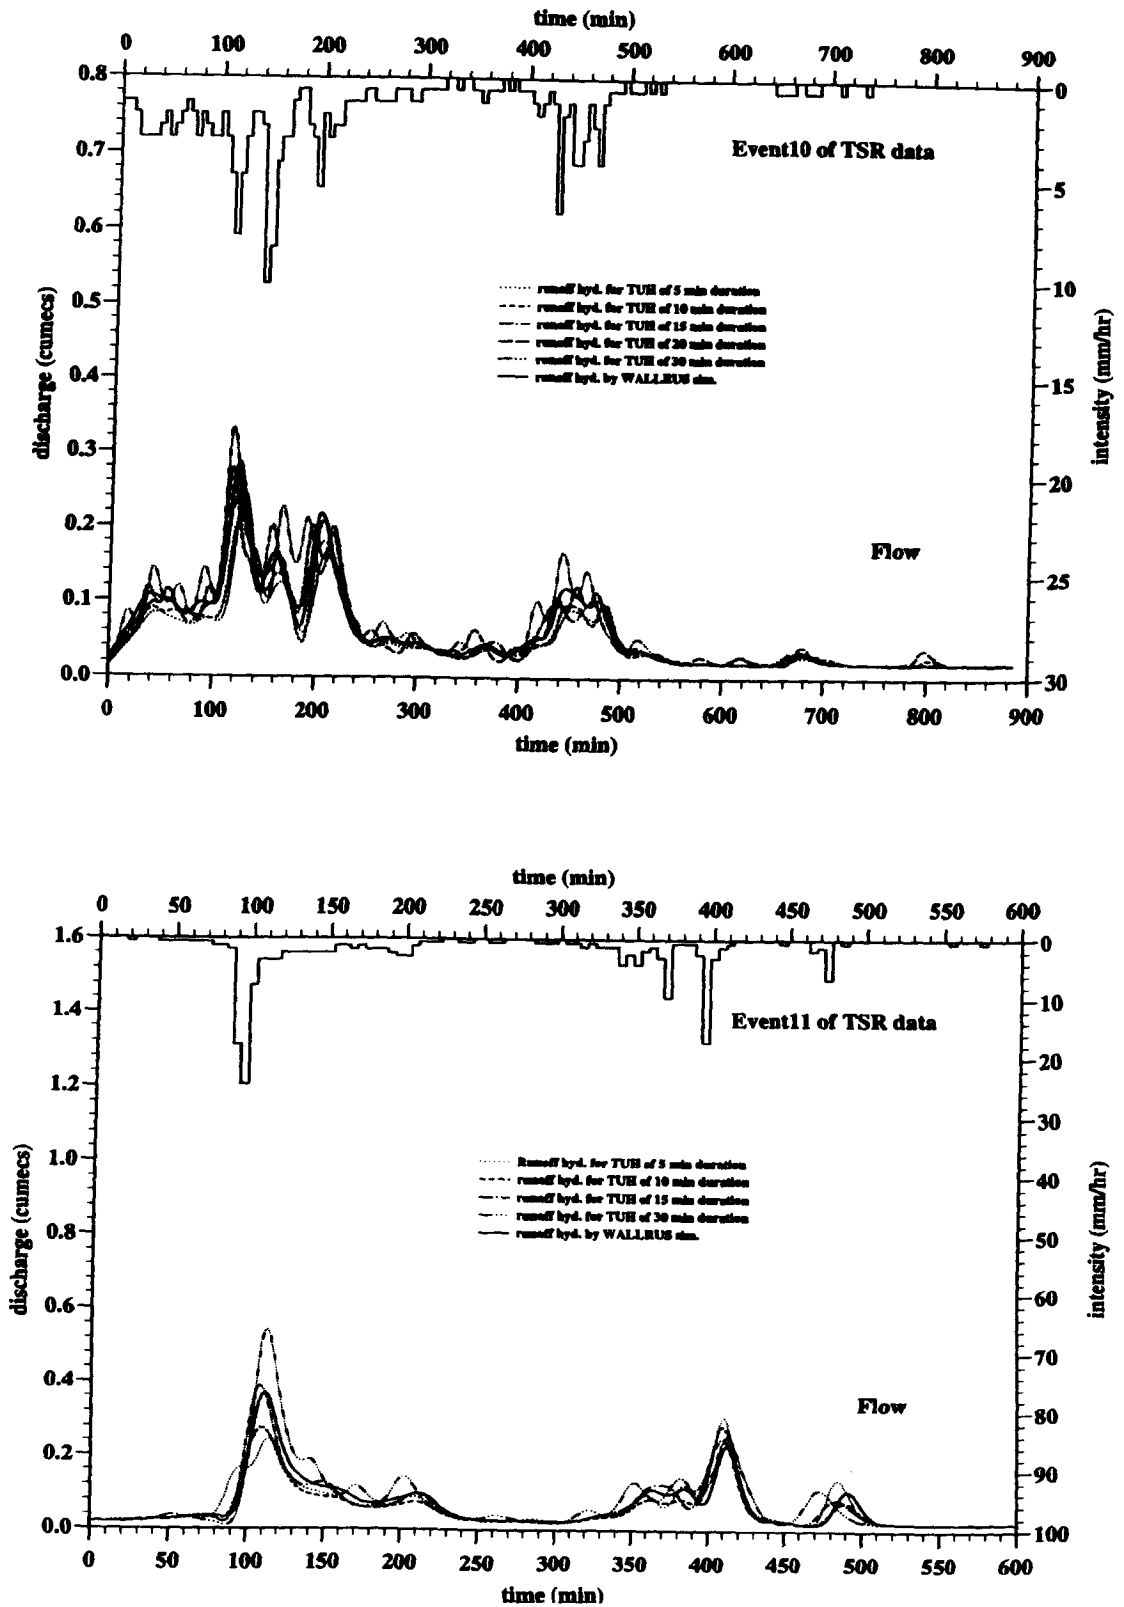 time (min)
0 100 200 300 400 500 600 700 800 900
0.8 0.7 0.6 0.5 0.4 0.3 0.2 0.1 0.0
discharge (cumecs)
Event10 of TSR data
runoff hyd. for TUH of 5 min duration
runoff hyd. for TUH of 10 min duration
runoff hyd. for TUH of 15 min duration
runoff hyd. for TUH of 20 min duration
runoff hyd. for TUH of 30 min duration
runoff hyd. by WALLRUS sim.
Flow
0 5 10 15 20 25 30
intensity (mm/hr)
0 100 200 300 400 500 600 700 800 900
time (min)
time (min)
0 50 100 150 200 250 300 350 400 450 500 550 600
1.6 1.4 1.2 1.0 0.8 0.6 0.4 0.2 0.0
discharge (cumecs)
Event11 of TSR data
Runoff hyd. for TUH of 5 min duration
runoff hyd. for TUH of 10 min duration
runoff hyd. for TUH of 15 min duration
runoff hyd. for TUH of 30 min duration
runoff hyd. by WALLRUS sim.
Flow
0 10 20 30 40 50 60 70 80 90 100
intensity (mm/hr)
0 50 100 150 200 250 300 350 400 450 500 550 600
time (min)